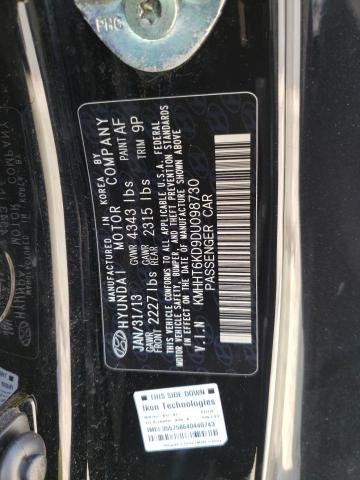 PNC
MANUFACTURED IN KOREA BY
HYUNDAI MOTOR COMPANY
JAN/31/13 GVWR 4343 lbs PAINT AF
GAWR FRONT 2227 lbs GAWR REAR 2315 lbs TRIM 9P
THIS VEHICLE CONFORMS TO ALL APPLICABLE U.S.A. FEDERAL
MOTOR VEHICLE SAFETY, BUMPER, AND THEFT PREVENTION
STANDARDS IN EFFECT ON THE DATE OF MANUFACTURE SHOWN ABOVE
V.I.N KMHHT6KD9DU098730
PASSENGER CAR
THIS SIDE DOWN
Ikon Technologies